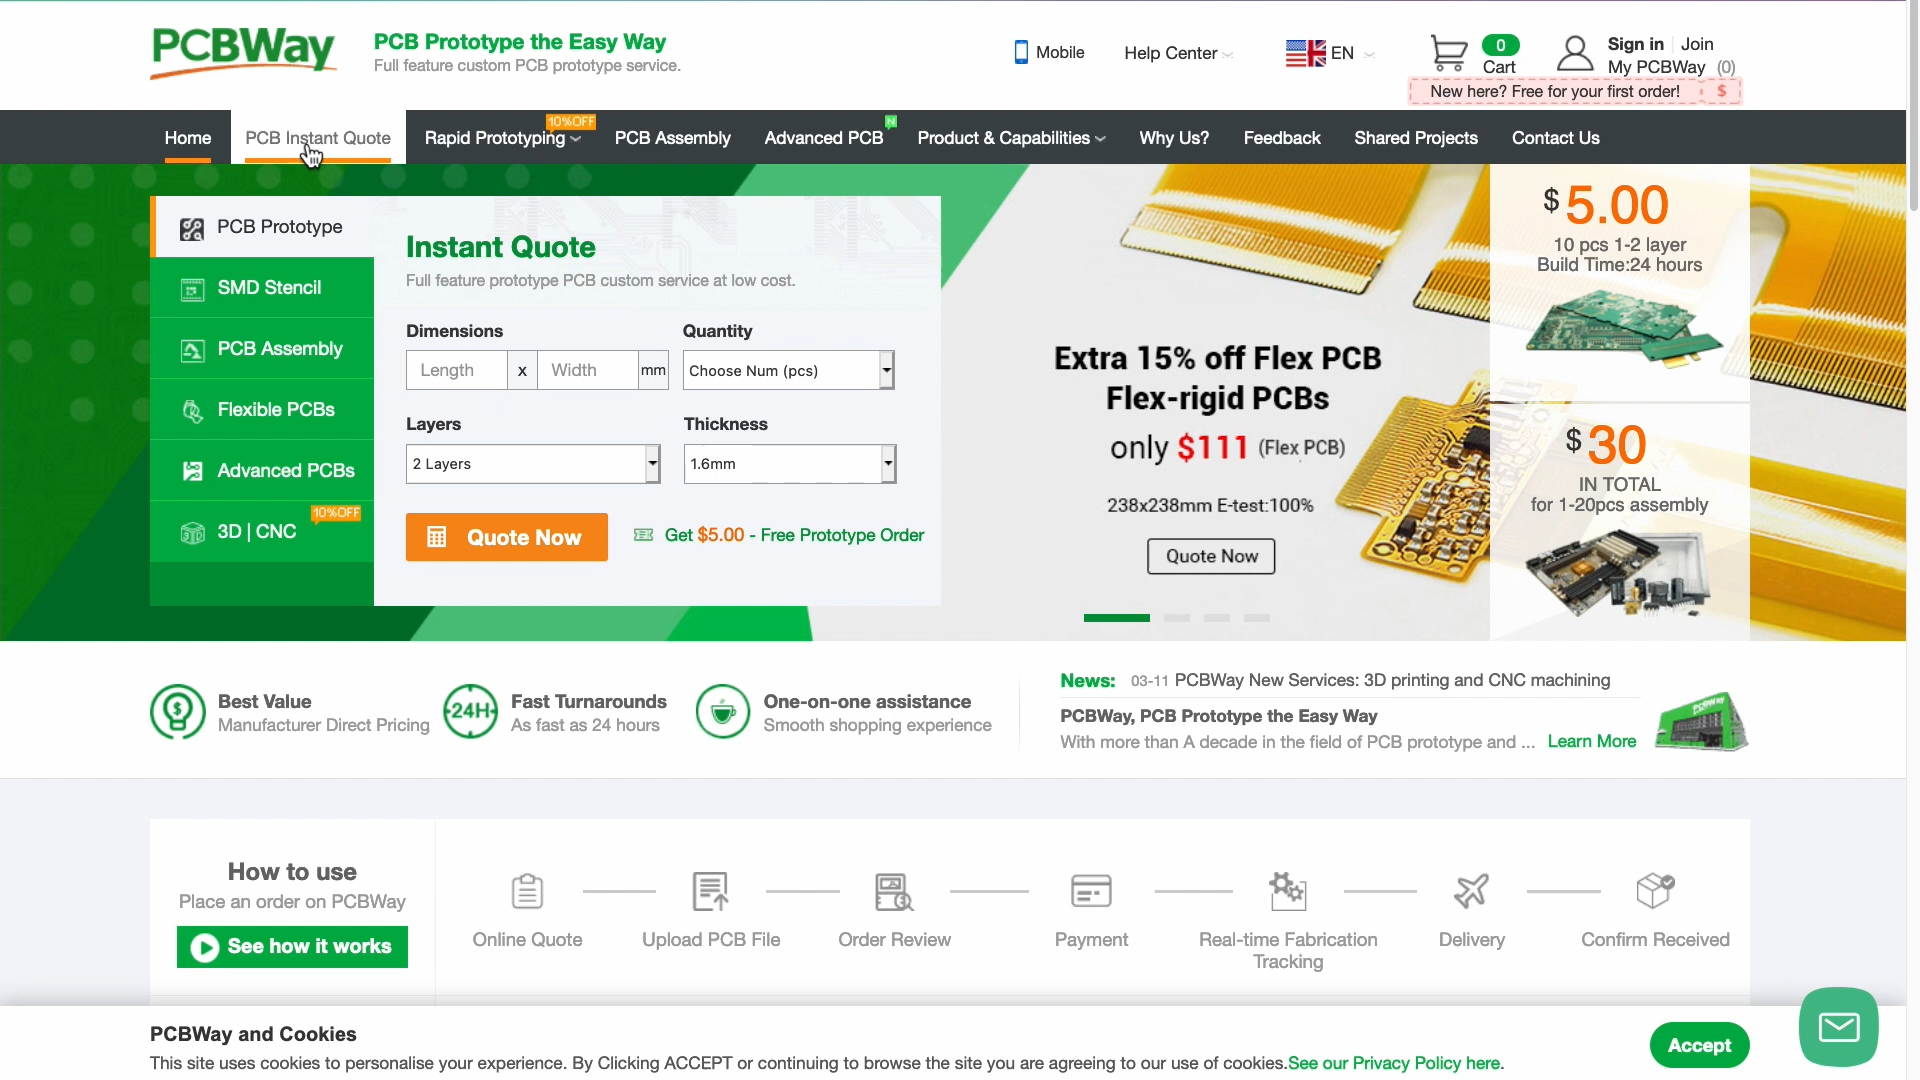 PCBWay
PCB Prototype the Easy Way
Full feature custom PCB prototype service.
Mobile
Help Center
EN
0
Cart
Sign in Join
My PCBWay (0)
New here? Free for your first order! $
Home
PCB Instant Quote
Rapid Prototyping
10%OFF
PCB Assembly
Advanced PCB
N
Product & Capabilities
Why Us?
Feedback
Shared Projects
Contact Us
PCB Prototype
SMD Stencil
PCB Assembly
Flexible PCBs
Advanced PCBs
3D | CNC
10%OFF
Instant Quote
Full feature prototype PCB custom service at low cost.
Dimensions
Quantity
Length x Width mm
Choose Num (pcs)
Layers
Thickness
2 Layers
1.6mm
Quote Now
Get $5.00 - Free Prototype Order
Extra 15% off Flex PCB
Flex-rigid PCBs
only $111 (Flex PCB)
238x238mm E-test:100%
Quote Now
$5.00
10 pcs 1-2 layer
Build Time:24 hours
$30
IN TOTAL
for 1-20pcs assembly
Best Value
Manufacturer Direct Pricing
24H
Fast Turnarounds
As fast as 24 hours
One-on-one assistance
Smooth shopping experience
News: 03-11 PCBWay New Services: 3D printing and CNC machining
PCBWay, PCB Prototype the Easy Way
With more than A decade in the field of PCB prototype and ... Learn More
PCBWay
How to use
Place an order on PCBWay
See how it works
Online Quote
Upload PCB File
Order Review
Payment
Real-time Fabrication
Tracking
Delivery
Confirm Received
PCBWay and Cookies
This site uses cookies to personalise your experience. By Clicking ACCEPT or continuing to browse the site you are agreeing to our use of cookies.See our Privacy Policy here.
Accept